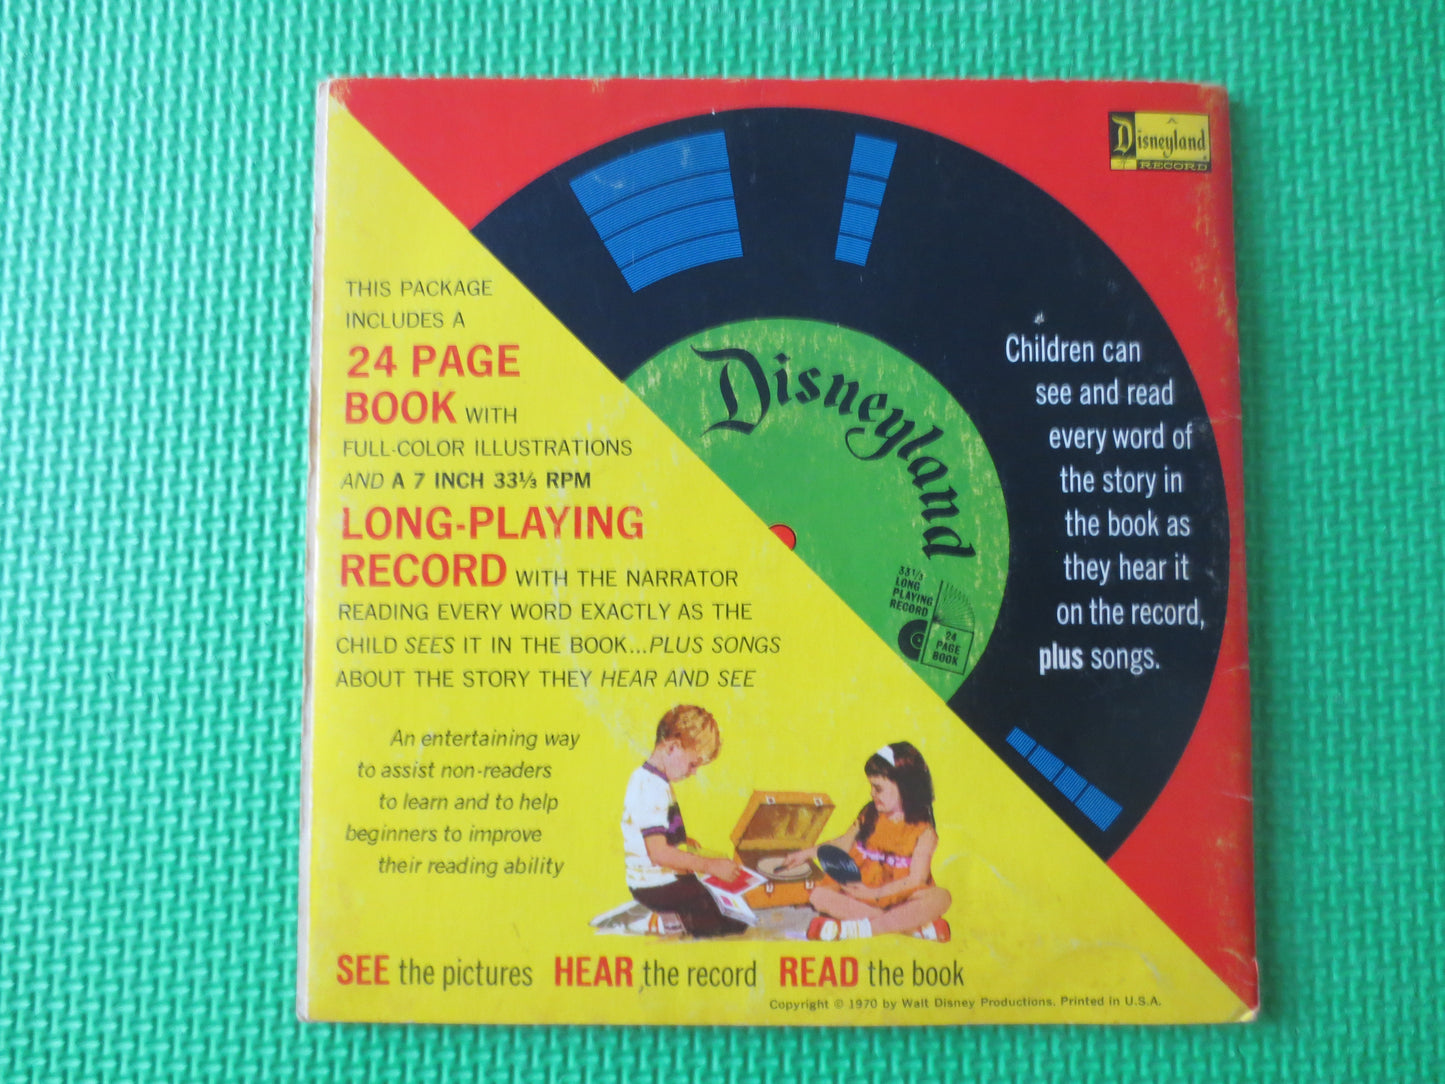 A
Disneyland
RECORD
THIS PACKAGE
INCLUDES A
24 PAGE
BOOK WITH
FULL-COLOR ILLUSTRATIONS
AND A 7 INCH 33⅓ RPM
LONG-PLAYING
RECORD WITH THE NARRATOR
READING EVERY WORD EXACTLY AS THE
CHILD SEES IT IN THE BOOK...PLUS SONGS
ABOUT THE STORY THEY HEAR AND SEE
An entertaining way
to assist non-readers
to learn and to help
beginners to improve
their reading ability
Disneyland
33⅓
LONG
PLAYING
RECORD
24
PAGE
BOOK
Children can
see and read
every word of
the story in
the book as
they hear it
on the record,
plus songs.
SEE the pictures HEAR the record READ the book
Copyright © 1970 by Walt Disney Productions. Printed in U.S.A.